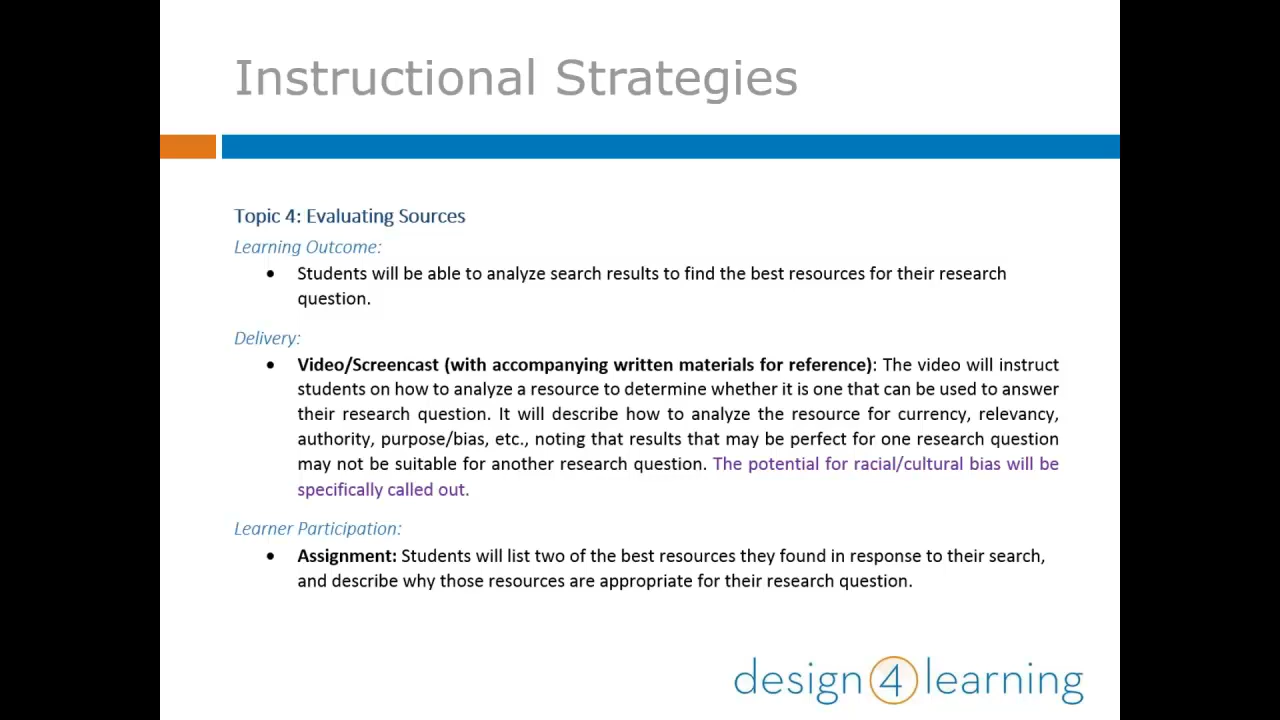 Instructional Strategies
Topic 4: Evaluating Sources
Learning Outcome:
• Students will be able to analyze search results to find the best resources for their research
question.
Delivery:
• Video/Screencast (with accompanying written materials for reference): The video will instruct
students on how to analyze a resource to determine whether it is one that can be used to answer
their research question. It will describe how to analyze the resource for currency, relevancy,
authority, purpose/bias, etc., noting that results that may be perfect for one research question
may not be suitable for another research question. The potential for racial/cultural bias will be
specifically called out.
Learner Participation:
• Assignment: Students will list two of the best resources they found in response to their search,
and describe why those resources are appropriate for their research question.
design 4 learning